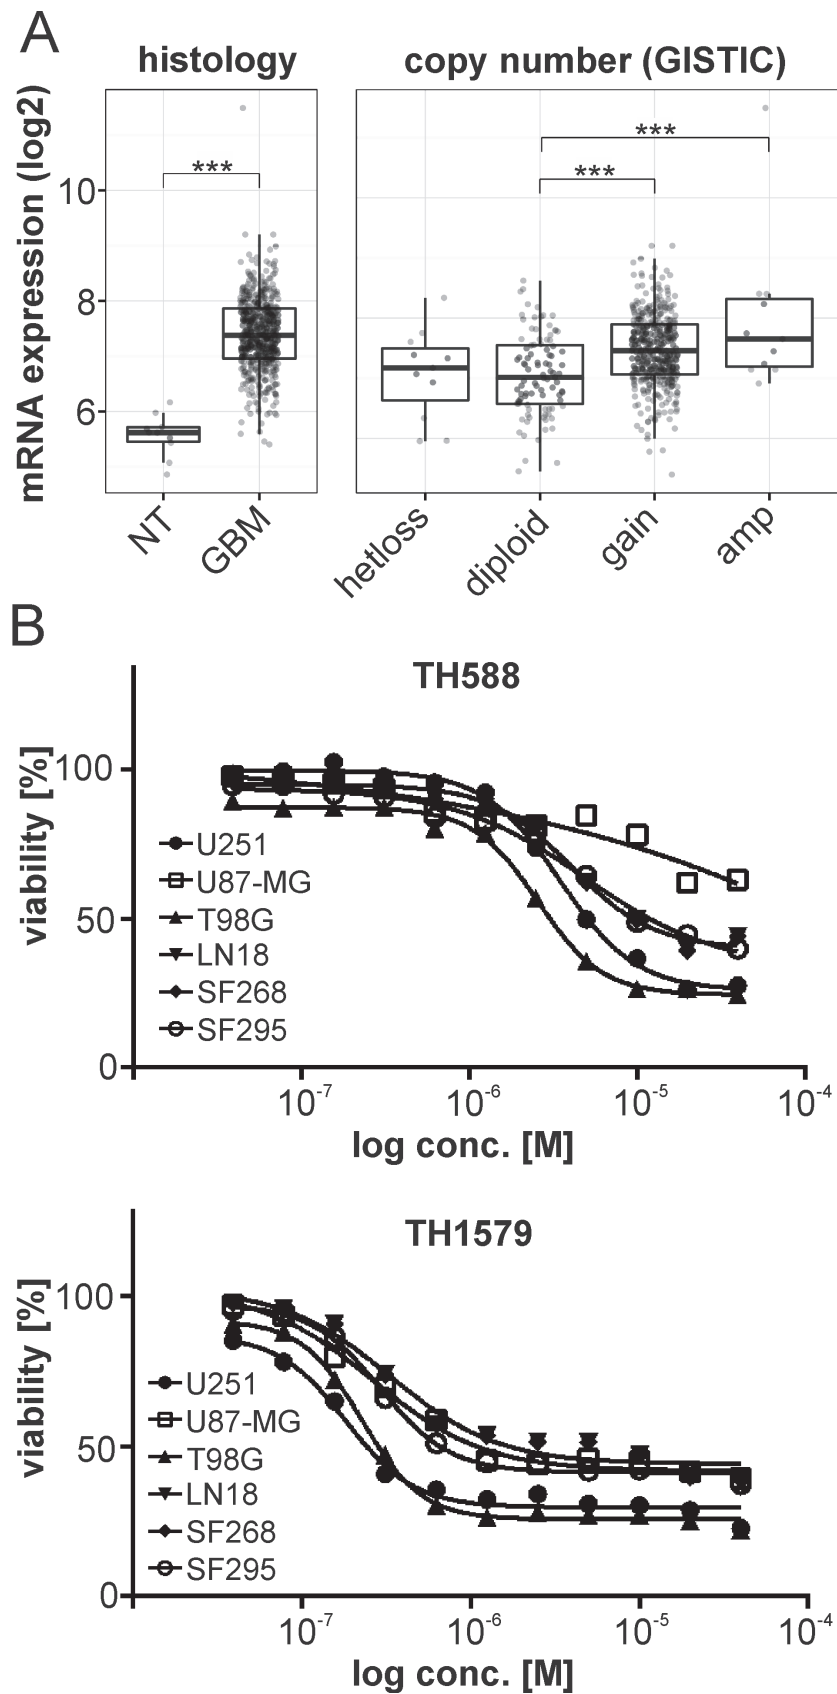 A
histology
copy number (GISTIC)
mRNA expression (log2)
10
8
6
***
***
***
NT
GBM
hetloss
diploid
gain
amp
B
TH588
viability [%]
100
50
0
U251
U87-MG
T98G
LN18
SF268
SF295
10-7
10-6
10-5
10-4
log conc. [M]
TH1579
viability [%]
100
50
0
U251
U87-MG
T98G
LN18
SF268
SF295
10-7
10-6
10-5
10-4
log conc. [M]